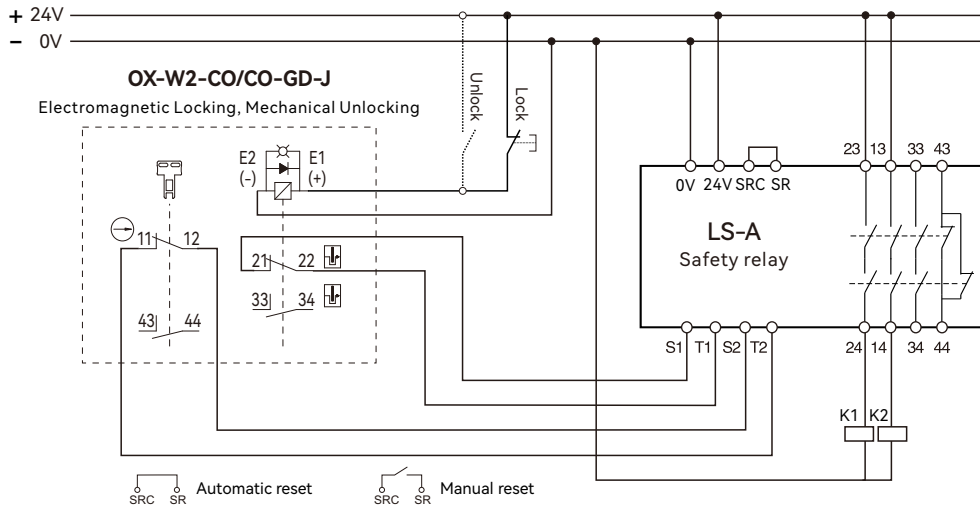 + 24V
− 0V
OX-W2-CO/CO-GD-J
Electromagnetic Locking, Mechanical Unlocking
Unlock
Lock
E2 E1
(-) (+)
11 12
21 22
33 34
43 44
23 13 33 43
0V 24V SRC SR
LS-A
Safety relay
S1 T1 S2 T2
24 14 34 44
K1 K2
SRC SR Automatic reset
SRC SR Manual reset